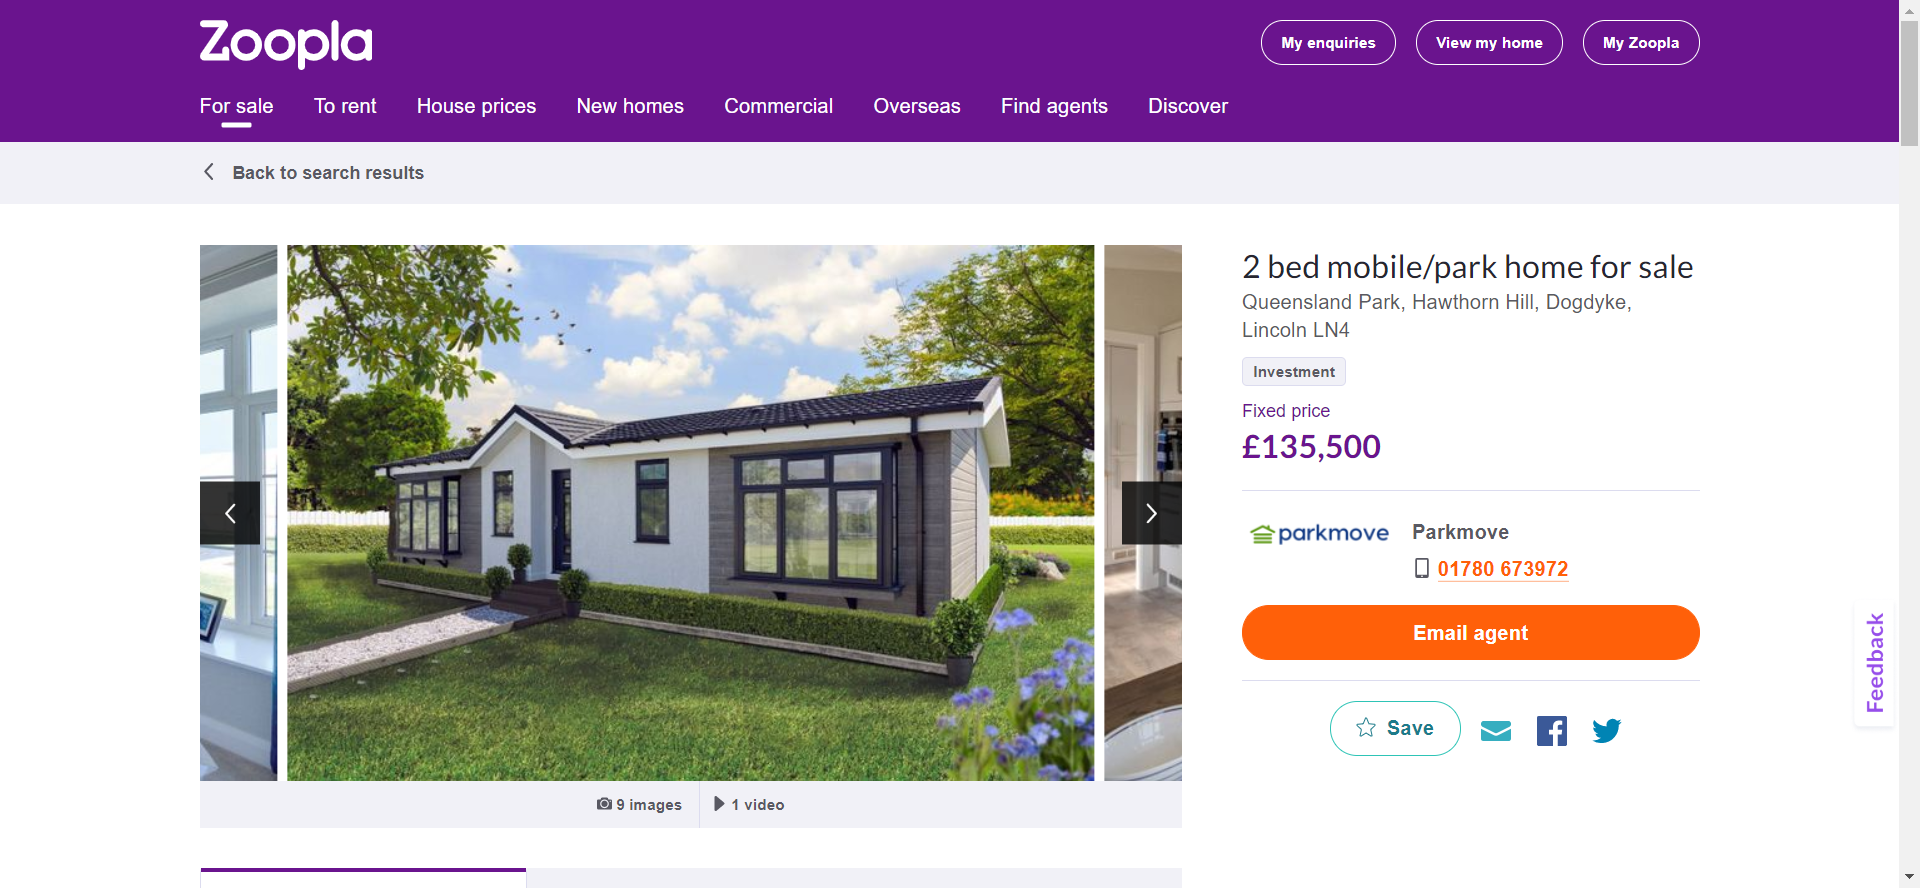 Zoopla
My enquiries
View my home
My Zoopla
For sale
To rent
House prices
New homes
Commercial
Overseas
Find agents
Discover
Back to search results
2 bed mobile/park home for sale
Queensland Park, Hawthorn Hill, Dogdyke,
Lincoln LN4
Investment
Fixed price
£135,500
parkmove
Parkmove
01780 673972
Email agent
Save
Feedback
9 images
1 video